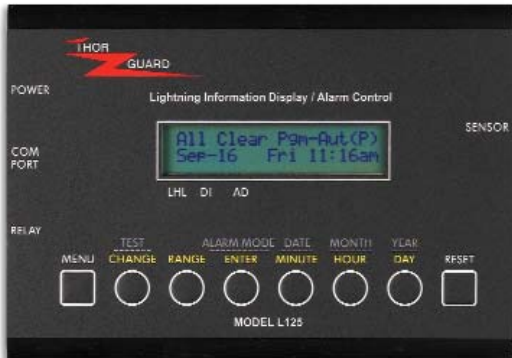 THOR
GUARD
POWER
Lightning Information Display / Alarm Control
SENSOR
All Clear Pgm-Aut(P)
Sep-16 Fri 11:16am
COM
PORT
LHL DI AD
RELAY
TEST ALARM MODE DATE MONTH YEAR
MENU CHANGE RANGE ENTER MINUTE HOUR DAY RESET
MODEL L125